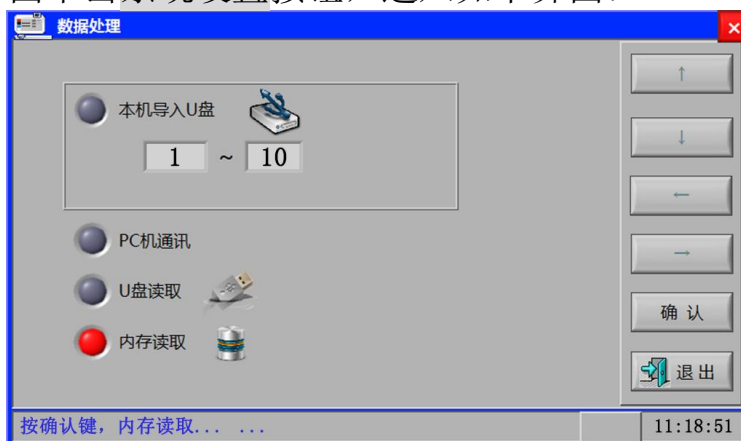 数据处理
本机导入U盘
1 ~ 10
PC机通讯
U盘读取
内存读取
↑
↓
←
→
确 认
退 出
按确认键, 内存读取... ...
11:18:51